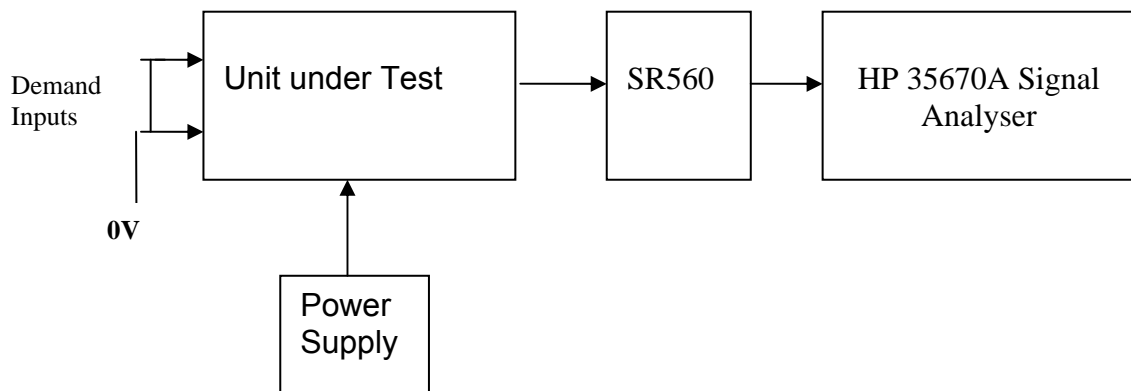 Demand
Inputs
0V
Unit under Test
SR560
HP 35670A Signal
Analyser
Power
Supply